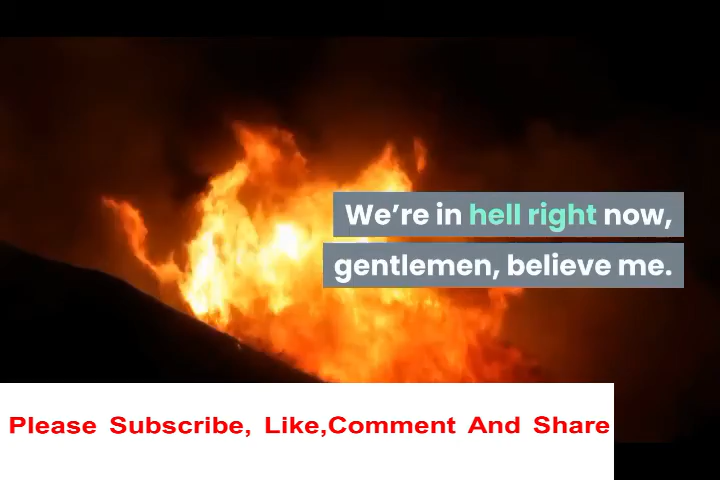 We’re in hell right now,
gentlemen, believe me.
Please Subscribe, Like,Comment And Share